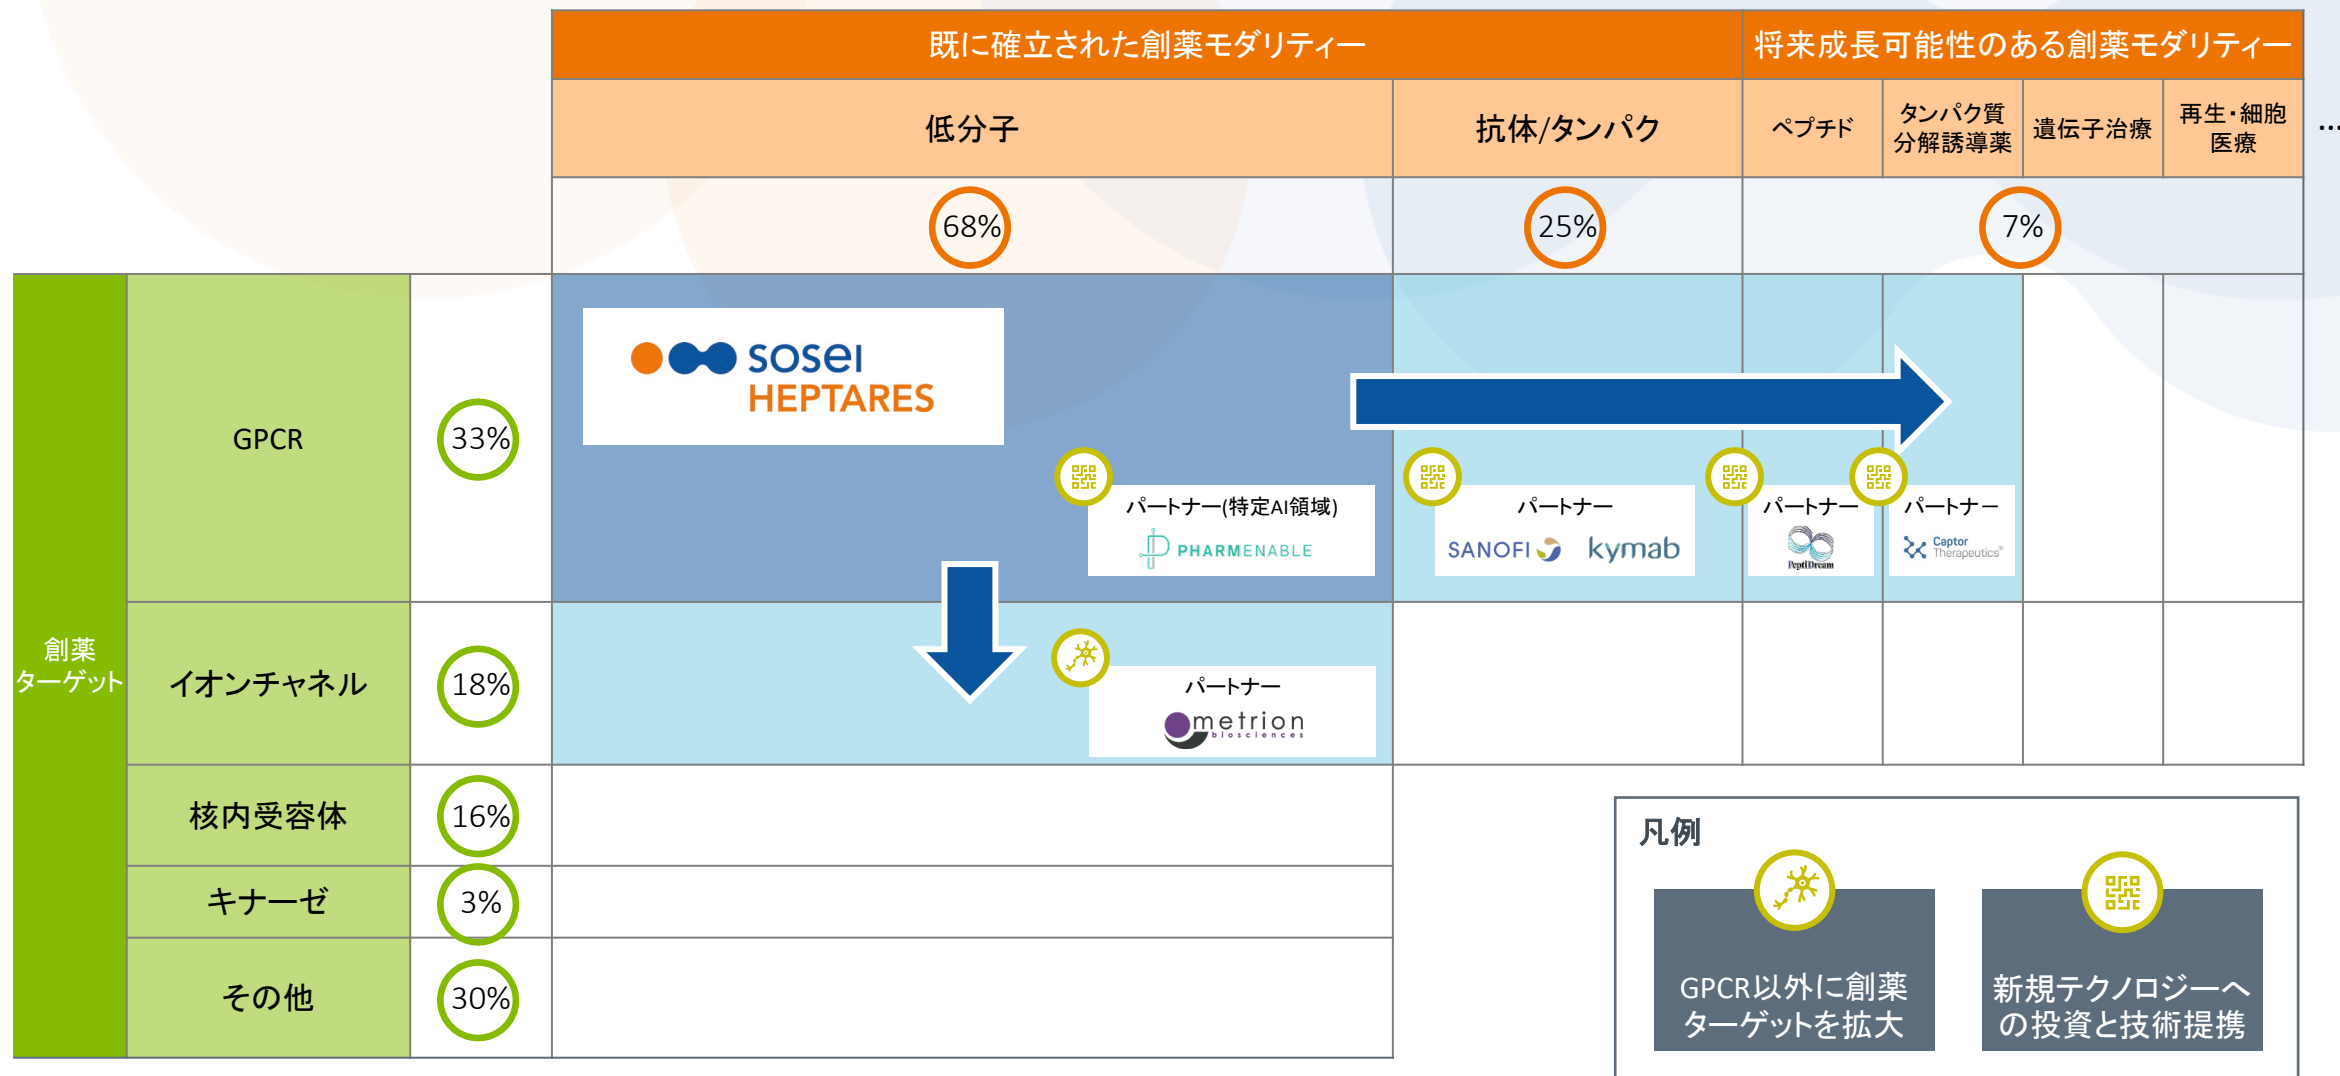 既に確立された創薬モダリティー
将来成長可能性のある創薬モダリティー
低分子
抗体/タンパク
ペプチド
タンパク質
分解誘導薬
遺伝子治療
再生・細胞
医療
…
68%
25%
7%
創薬
ターゲット
GPCR
33%
sosei
HEPTARES
パートナー(特定AI領域)
PHARMENABLE
パートナー
SANOFI kymab
パートナー
PeptiDream
パートナー
Captor
Therapeutics®
イオンチャネル
18%
パートナー
metrion
biosciences
核内受容体
16%
キナーゼ
3%
その他
30%
凡例
GPCR以外に創薬
ターゲットを拡大
新規テクノロジーへ
の投資と技術提携